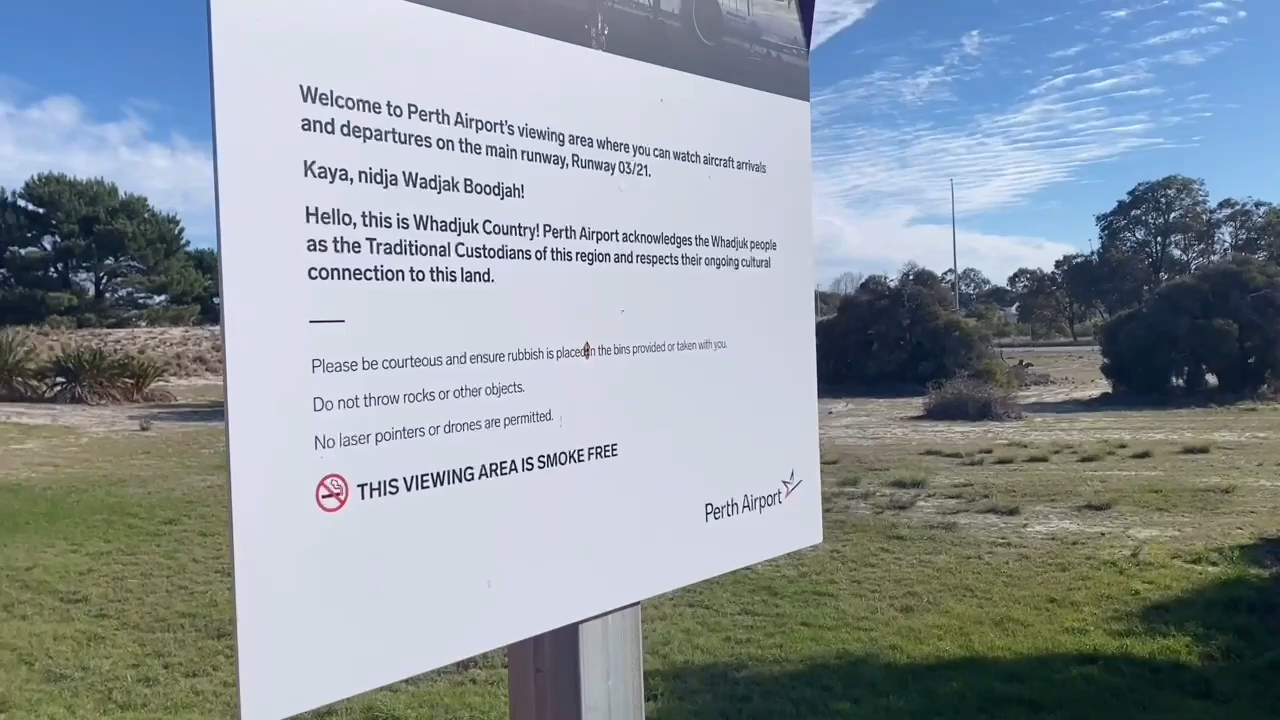 Welcome to Perth Airport's viewing area where you can watch aircraft arrivals
and departures on the main runway, Runway 03/21.
Kaya, nidja Wadjak Boodjah!
Hello, this is Whadjuk Country! Perth Airport acknowledges the Whadjuk people
as the Traditional Custodians of this region and respects their ongoing cultural
connection to this land.
Please be courteous and ensure rubbish is placed in the bins provided or taken with you.
Do not throw rocks or other objects.
No laser pointers or drones are permitted.
THIS VIEWING AREA IS SMOKE FREE
Perth Airport